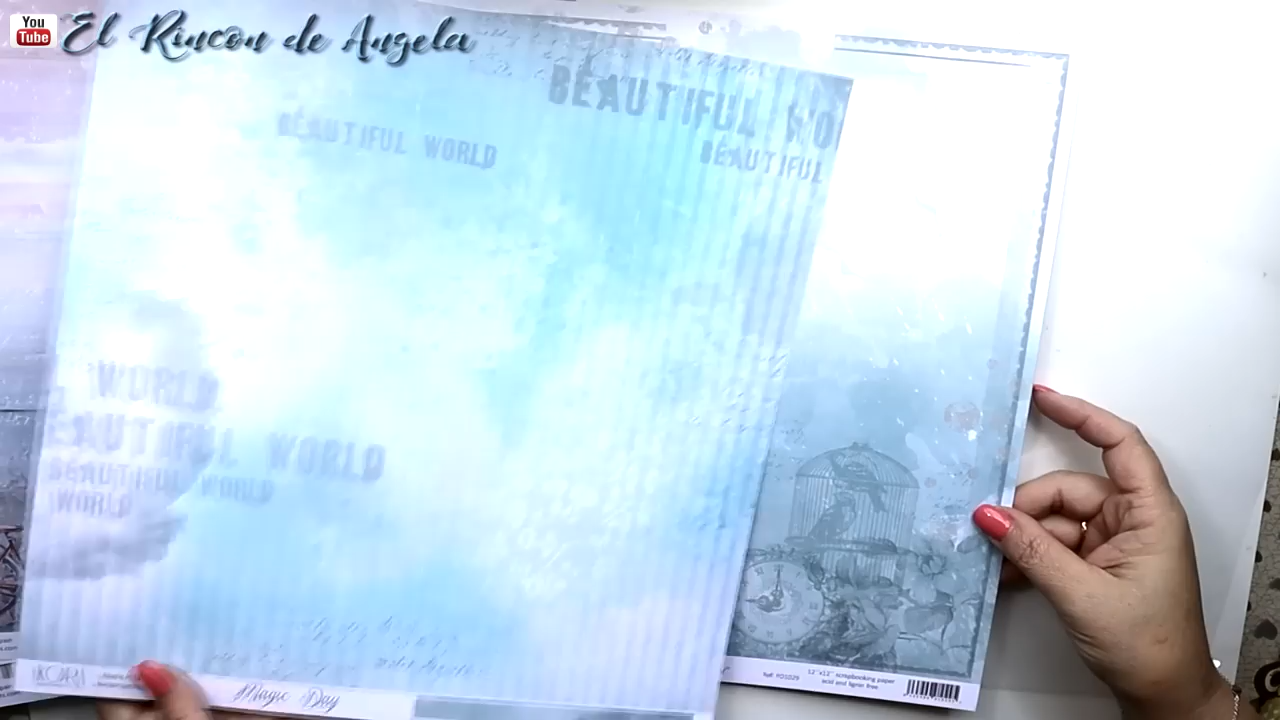 You
Tube
El Rincón de Angela
BEAUTIFUL WO
BEAUTIFUL WORLD
BEAUTIFUL
WORLD
EAUTIFUL WORLD
BEAUTIFUL WORLD
WORLD
Magic Day
12"x12" scrapbooking paper
acid and lignin free